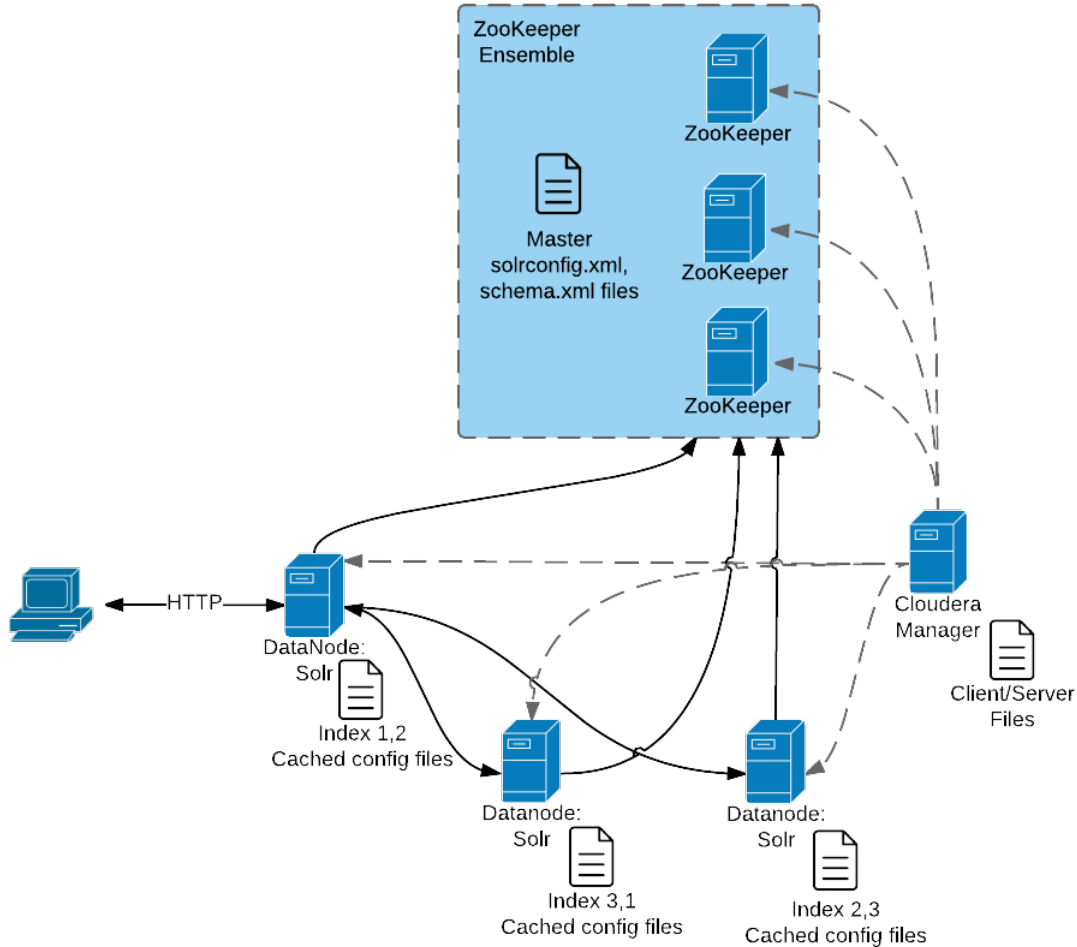 ZooKeeper
Ensemble
ZooKeeper
Master
solrconfig.xml,
schema.xml files
ZooKeeper
ZooKeeper
HTTP
DataNode:
Solr
Index 1,2
Cached config files
Cloudera
Manager
Client/Server
Files
Datanode:
Solr
Index 3,1
Cached config files
Datanode:
Solr
Index 2,3
Cached config files